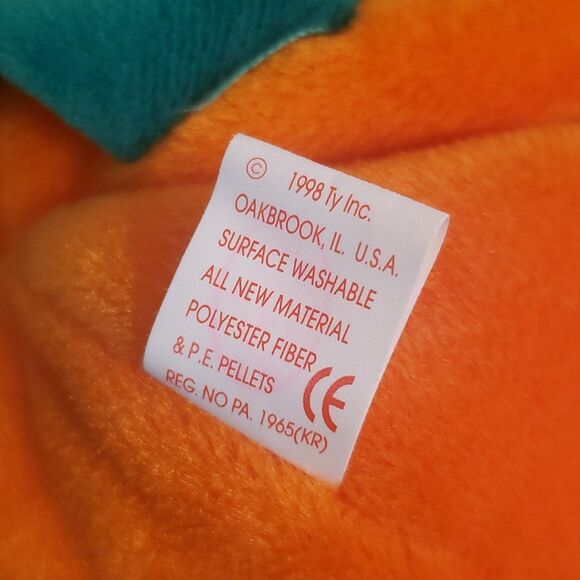 © 1998 Ty Inc.
OAKBROOK, IL. U.S.A.
SURFACE WASHABLE
ALL NEW MATERIAL
POLYESTER FIBER
& P.E. PELLETS CE
REG. NO PA. 1965(KR)